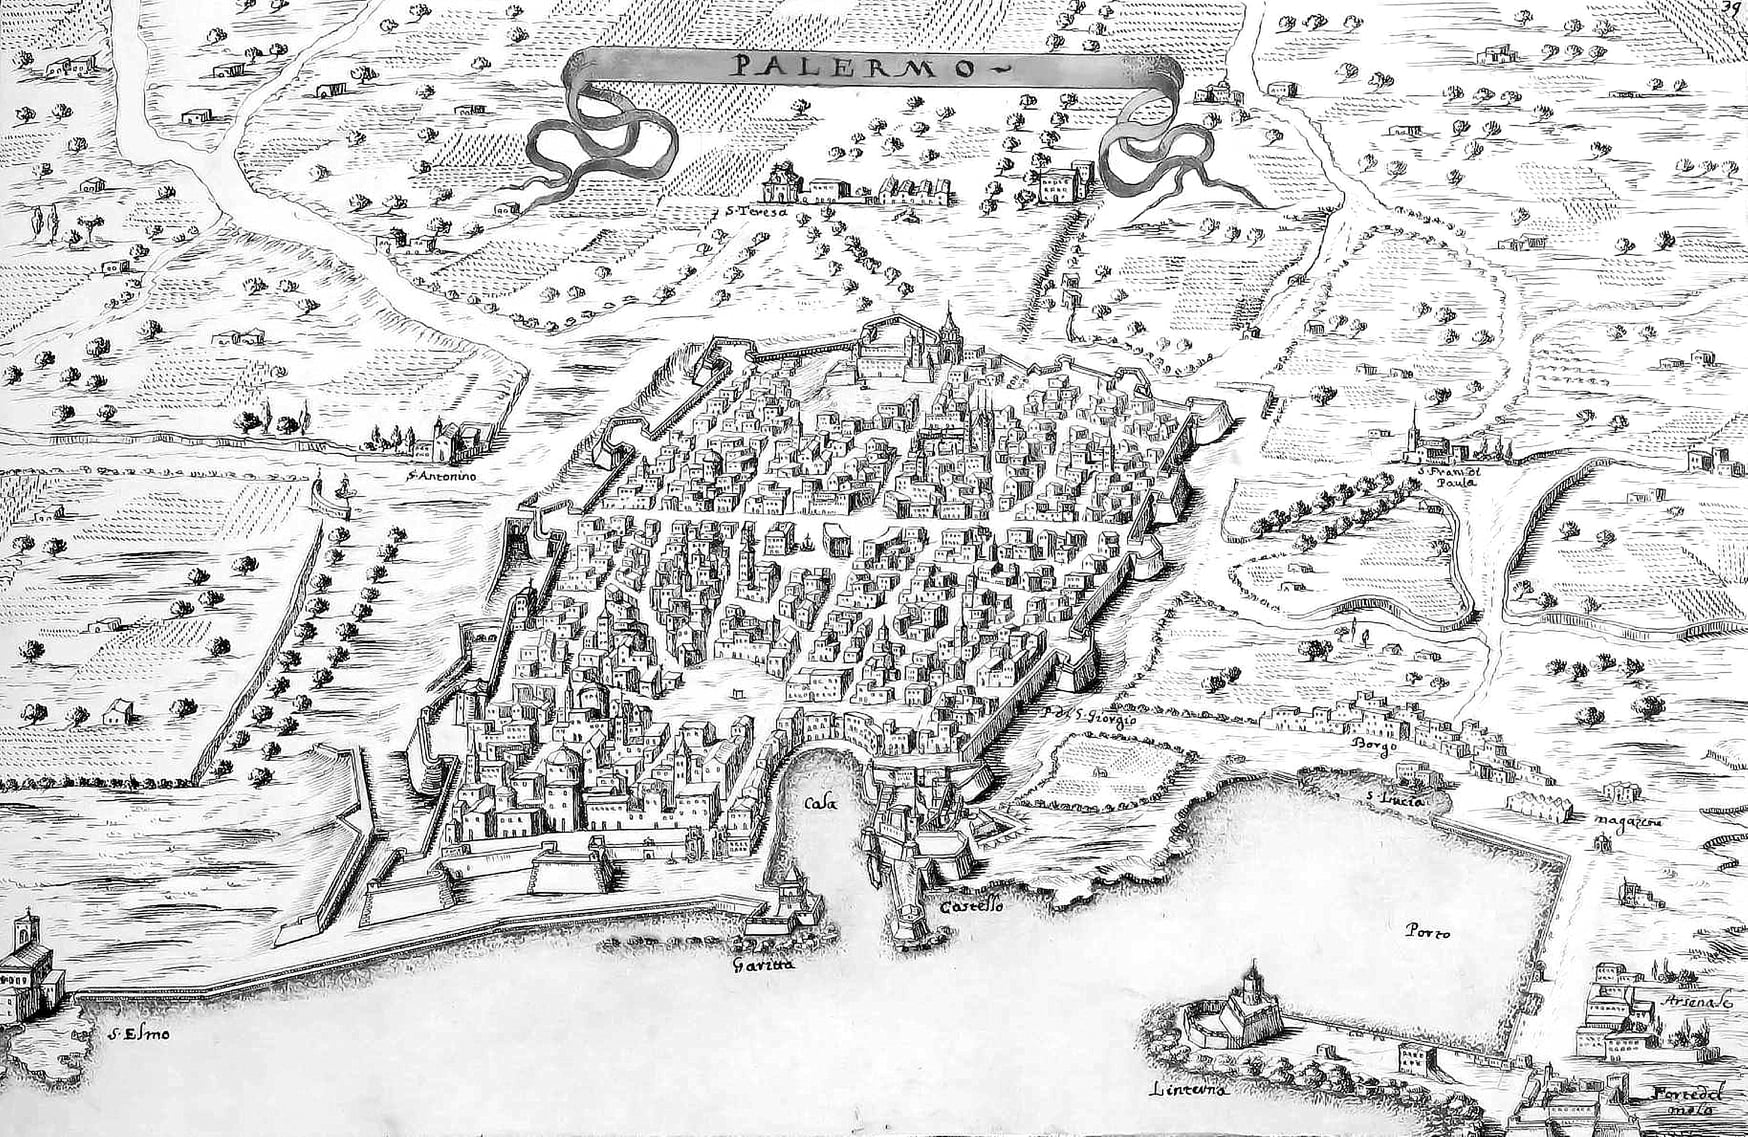 39
PALERMO~
S. Teresa
S. Antonino
S. Fran. di
Paula
P. di S. Giorgio
Borgo
S. Lucia
magazene
Cala
Castello
Porto
Garitta
Arsenale
S. Elmo
Linterna
Forte del
molo